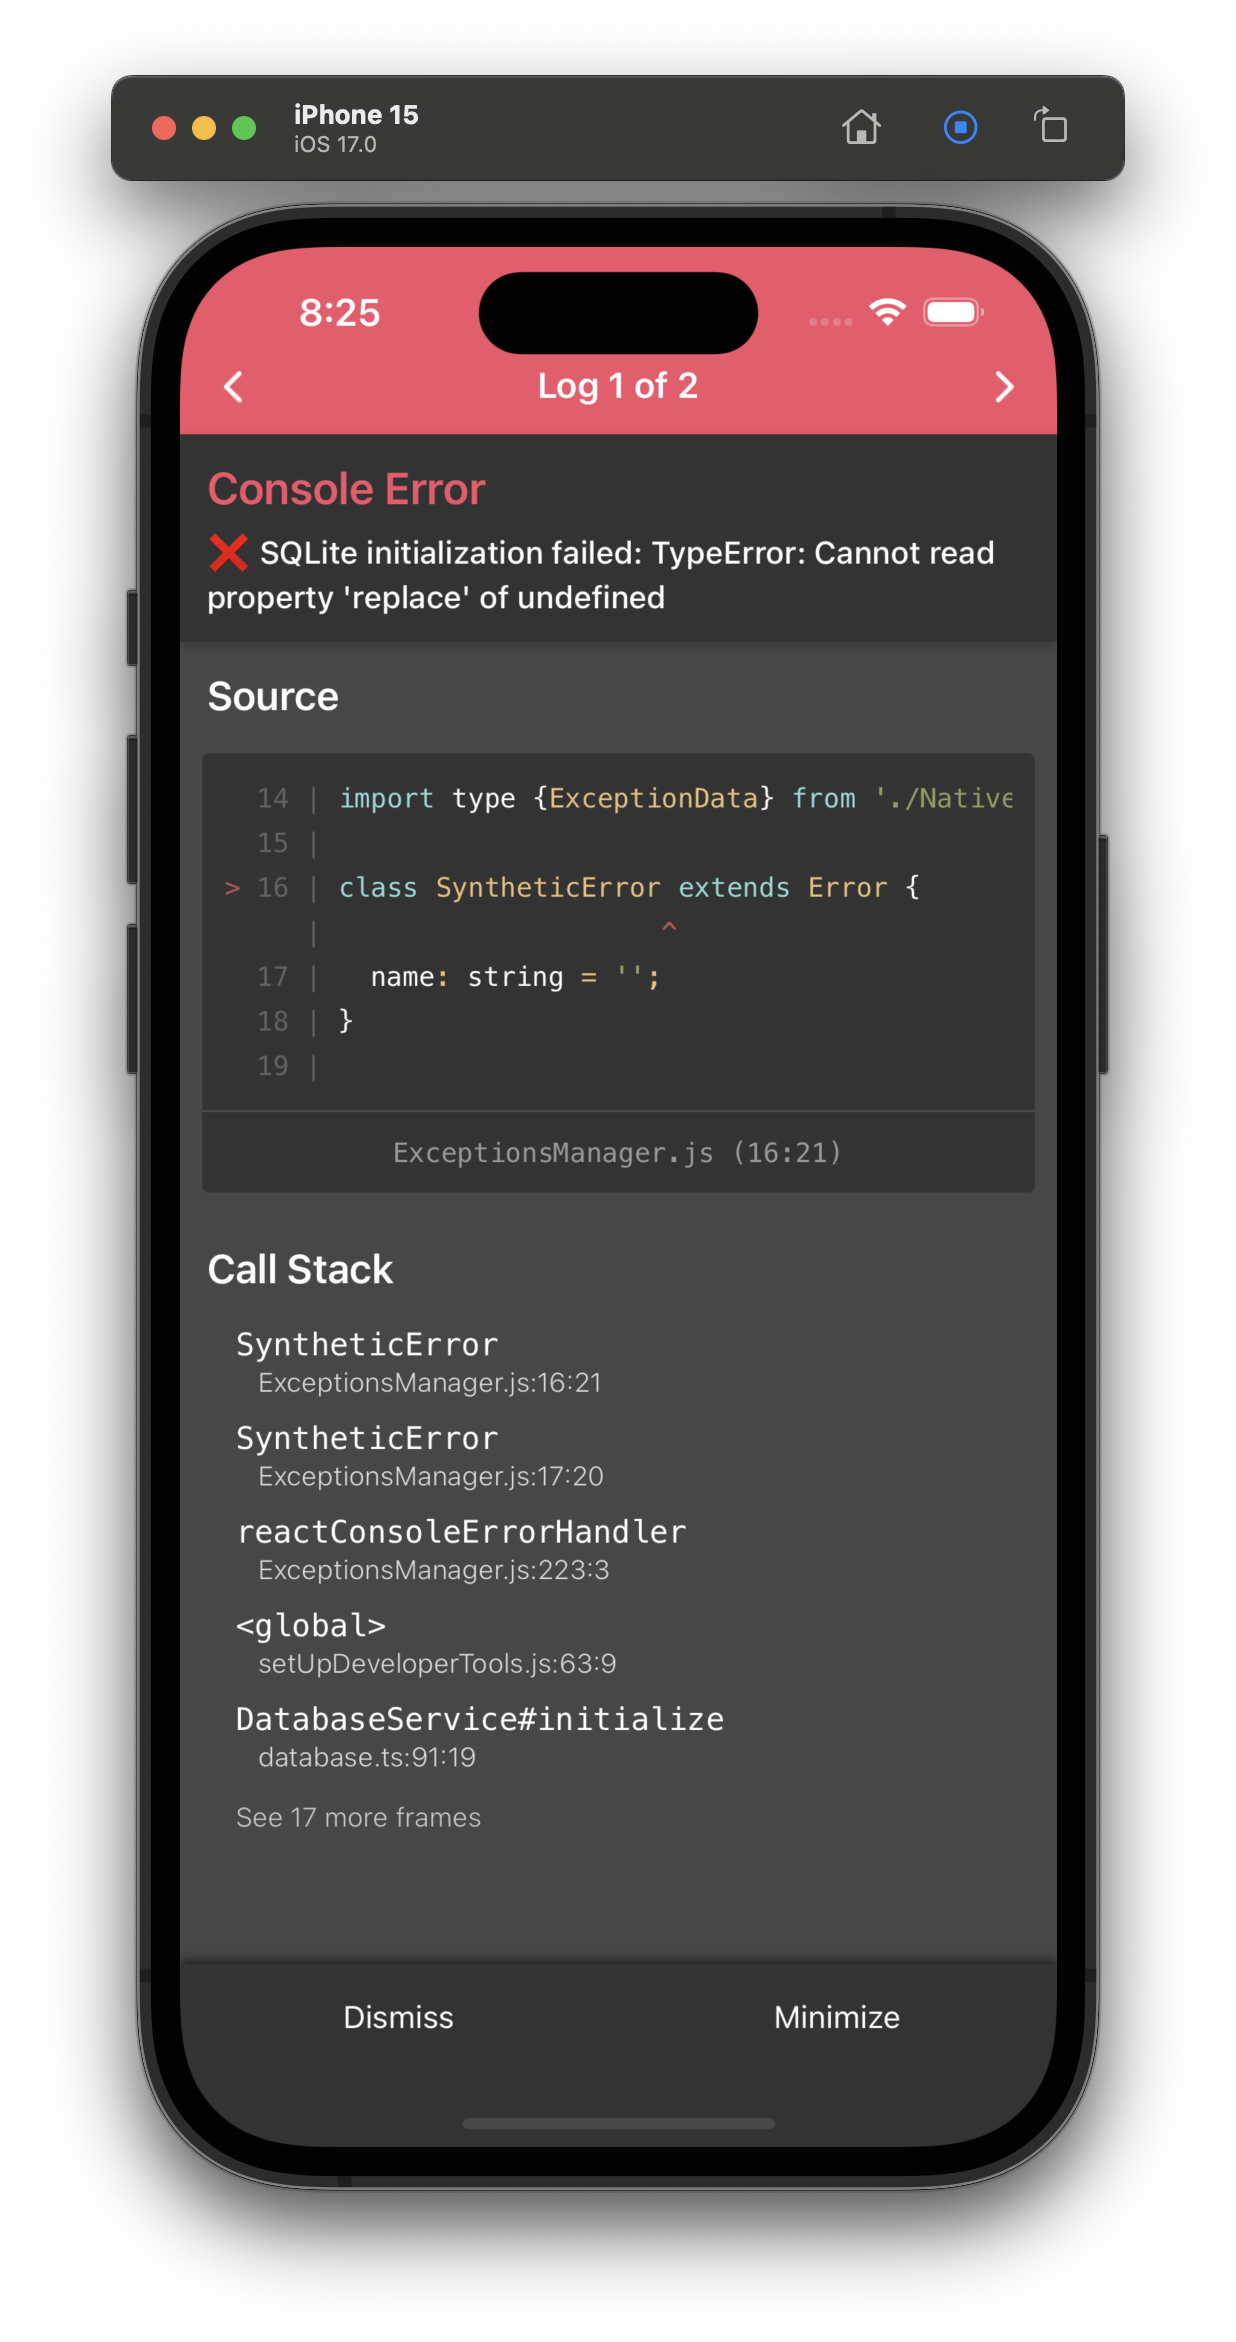 iPhone 15
iOS 17.0
8:25
Log 1 of 2
Console Error
❌ SQLite initialization failed: TypeError: Cannot read
property 'replace' of undefined
Source
14 | import type {ExceptionData} from './Native
15 |
> 16 | class SyntheticError extends Error {
| ^
17 | name: string = '';
18 | }
19 |
ExceptionsManager.js (16:21)
Call Stack
SyntheticError
ExceptionsManager.js:16:21
SyntheticError
ExceptionsManager.js:17:20
reactConsoleErrorHandler
ExceptionsManager.js:223:3
<global>
setUpDeveloperTools.js:63:9
DatabaseService#initialize
database.ts:91:19
See 17 more frames
Dismiss
Minimize